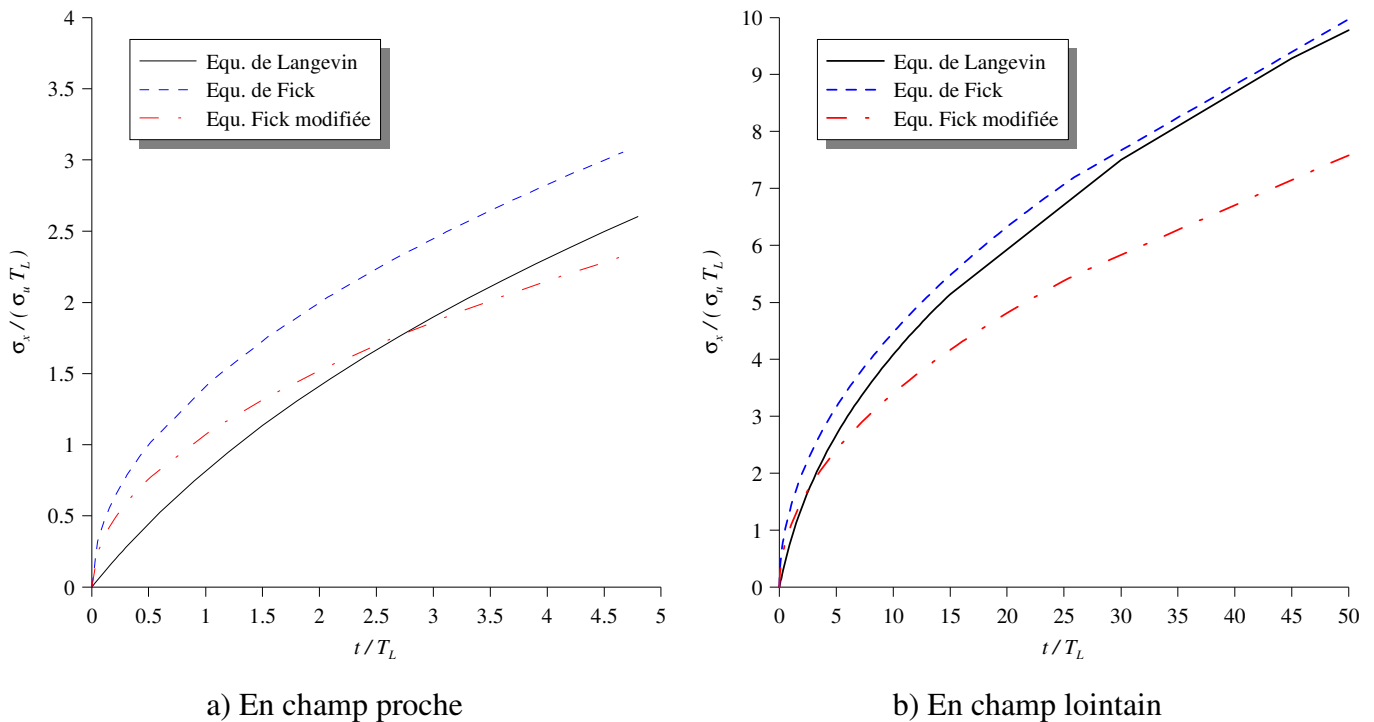 4
3.5
3
2.5
2
1.5
1
0.5
0
σx / ( σu TL )
Equ. de Langevin
Equ. de Fick
Equ. Fick modifiée
0 0.5 1 1.5 2 2.5 3 3.5 4 4.5 5
t / TL
a) En champ proche
10
9
8
7
6
5
4
3
2
1
0
σx / ( σu TL )
Equ. de Langevin
Equ. de Fick
Equ. Fick modifiée
0 5 10 15 20 25 30 35 40 45 50
t / TL
b) En champ lointain